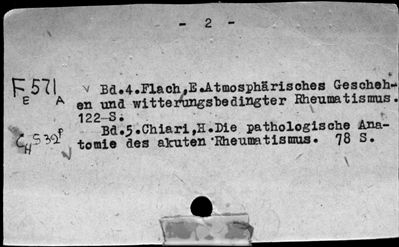 - 2 -
F 571
E A
Bd.4.Flach,E.Atmosphärisches Gescheh-
en und witterungsbedingter Rheumatismus.
122 S.
Bd.5.Chiari,H.Die pathologische Ana-
tomie des akuten Rheumatismus. 78 S.